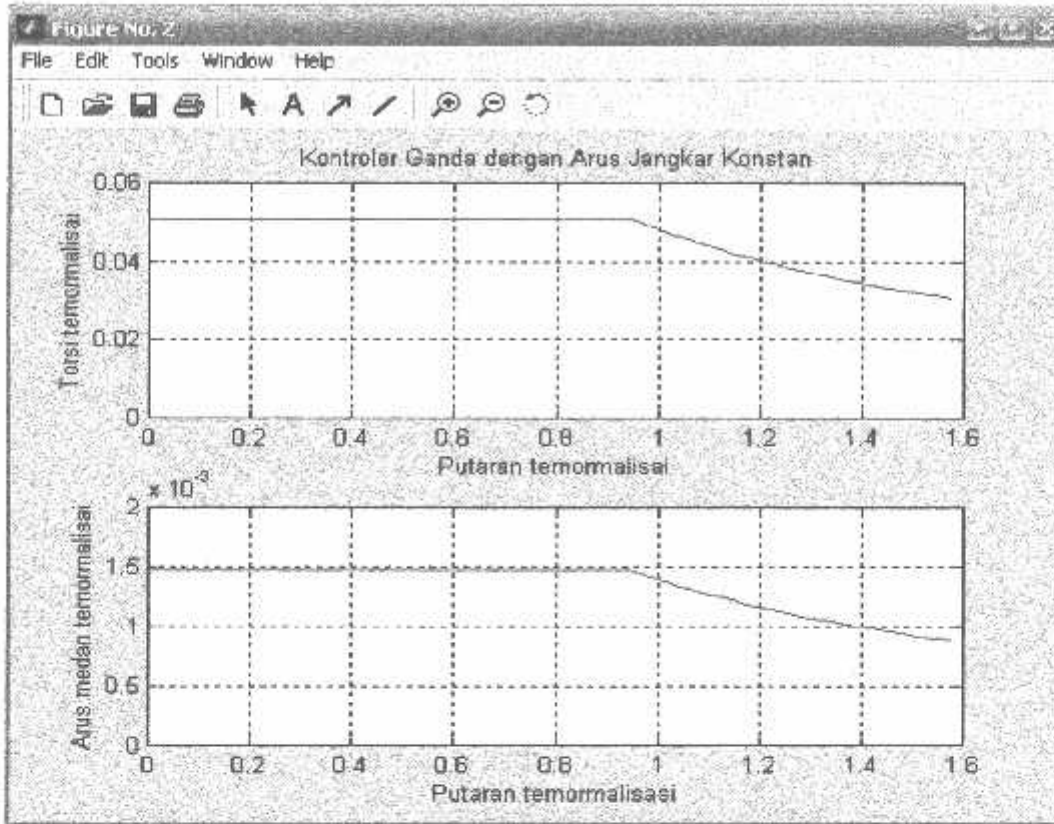 Figure No. 2
File Edit Tools Window Help
A
Kontroler Ganda dengan Arus Jangkar Konstan
0.06
0.04
0.02
0
Torsi ternormalisai
0 0.2 0.4 0.6 0.8 1 1.2 1.4 1.6
Putaran ternormalisai
x 10-3
2
1.5
1
0.5
0
Arus medan ternormalisai
0 0.2 0.4 0.6 0.8 1 1.2 1.4 1.6
Putaran ternormalisasi